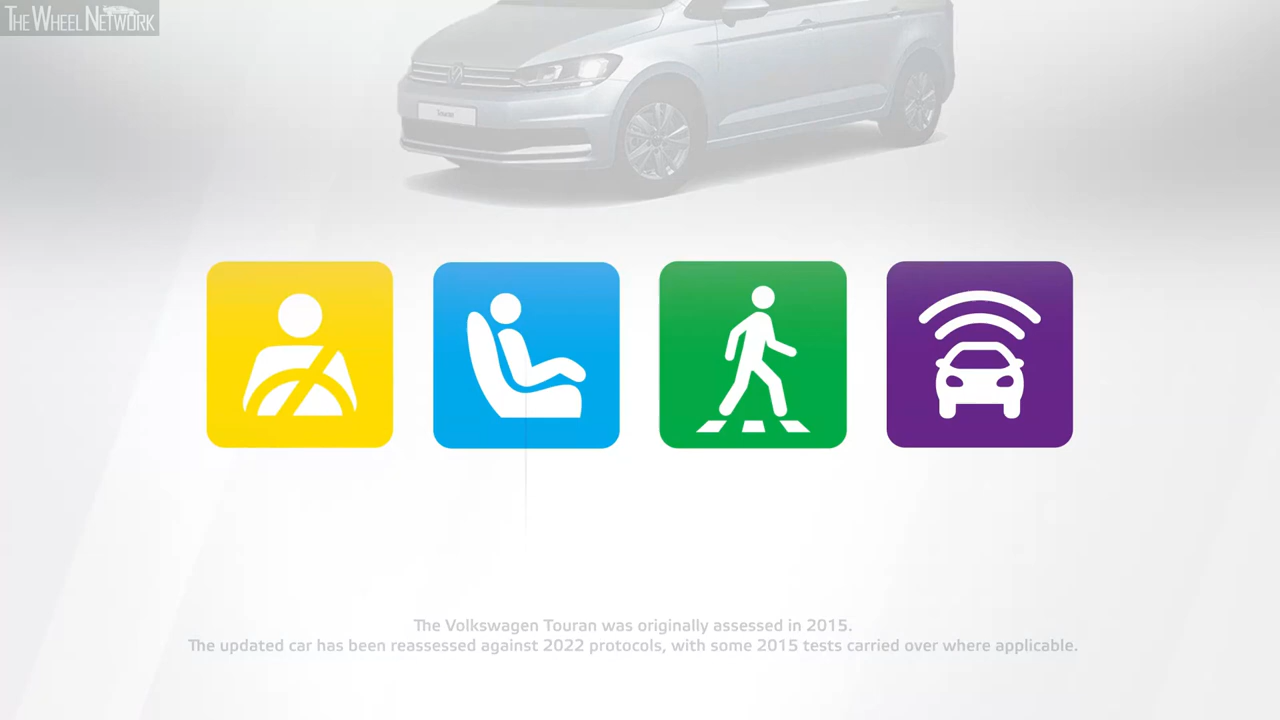 THE WHEEL NETWORK
Touran
The Volkswagen Touran was originally assessed in 2015.
The updated car has been reassessed against 2022 protocols, with some 2015 tests carried over where applicable.